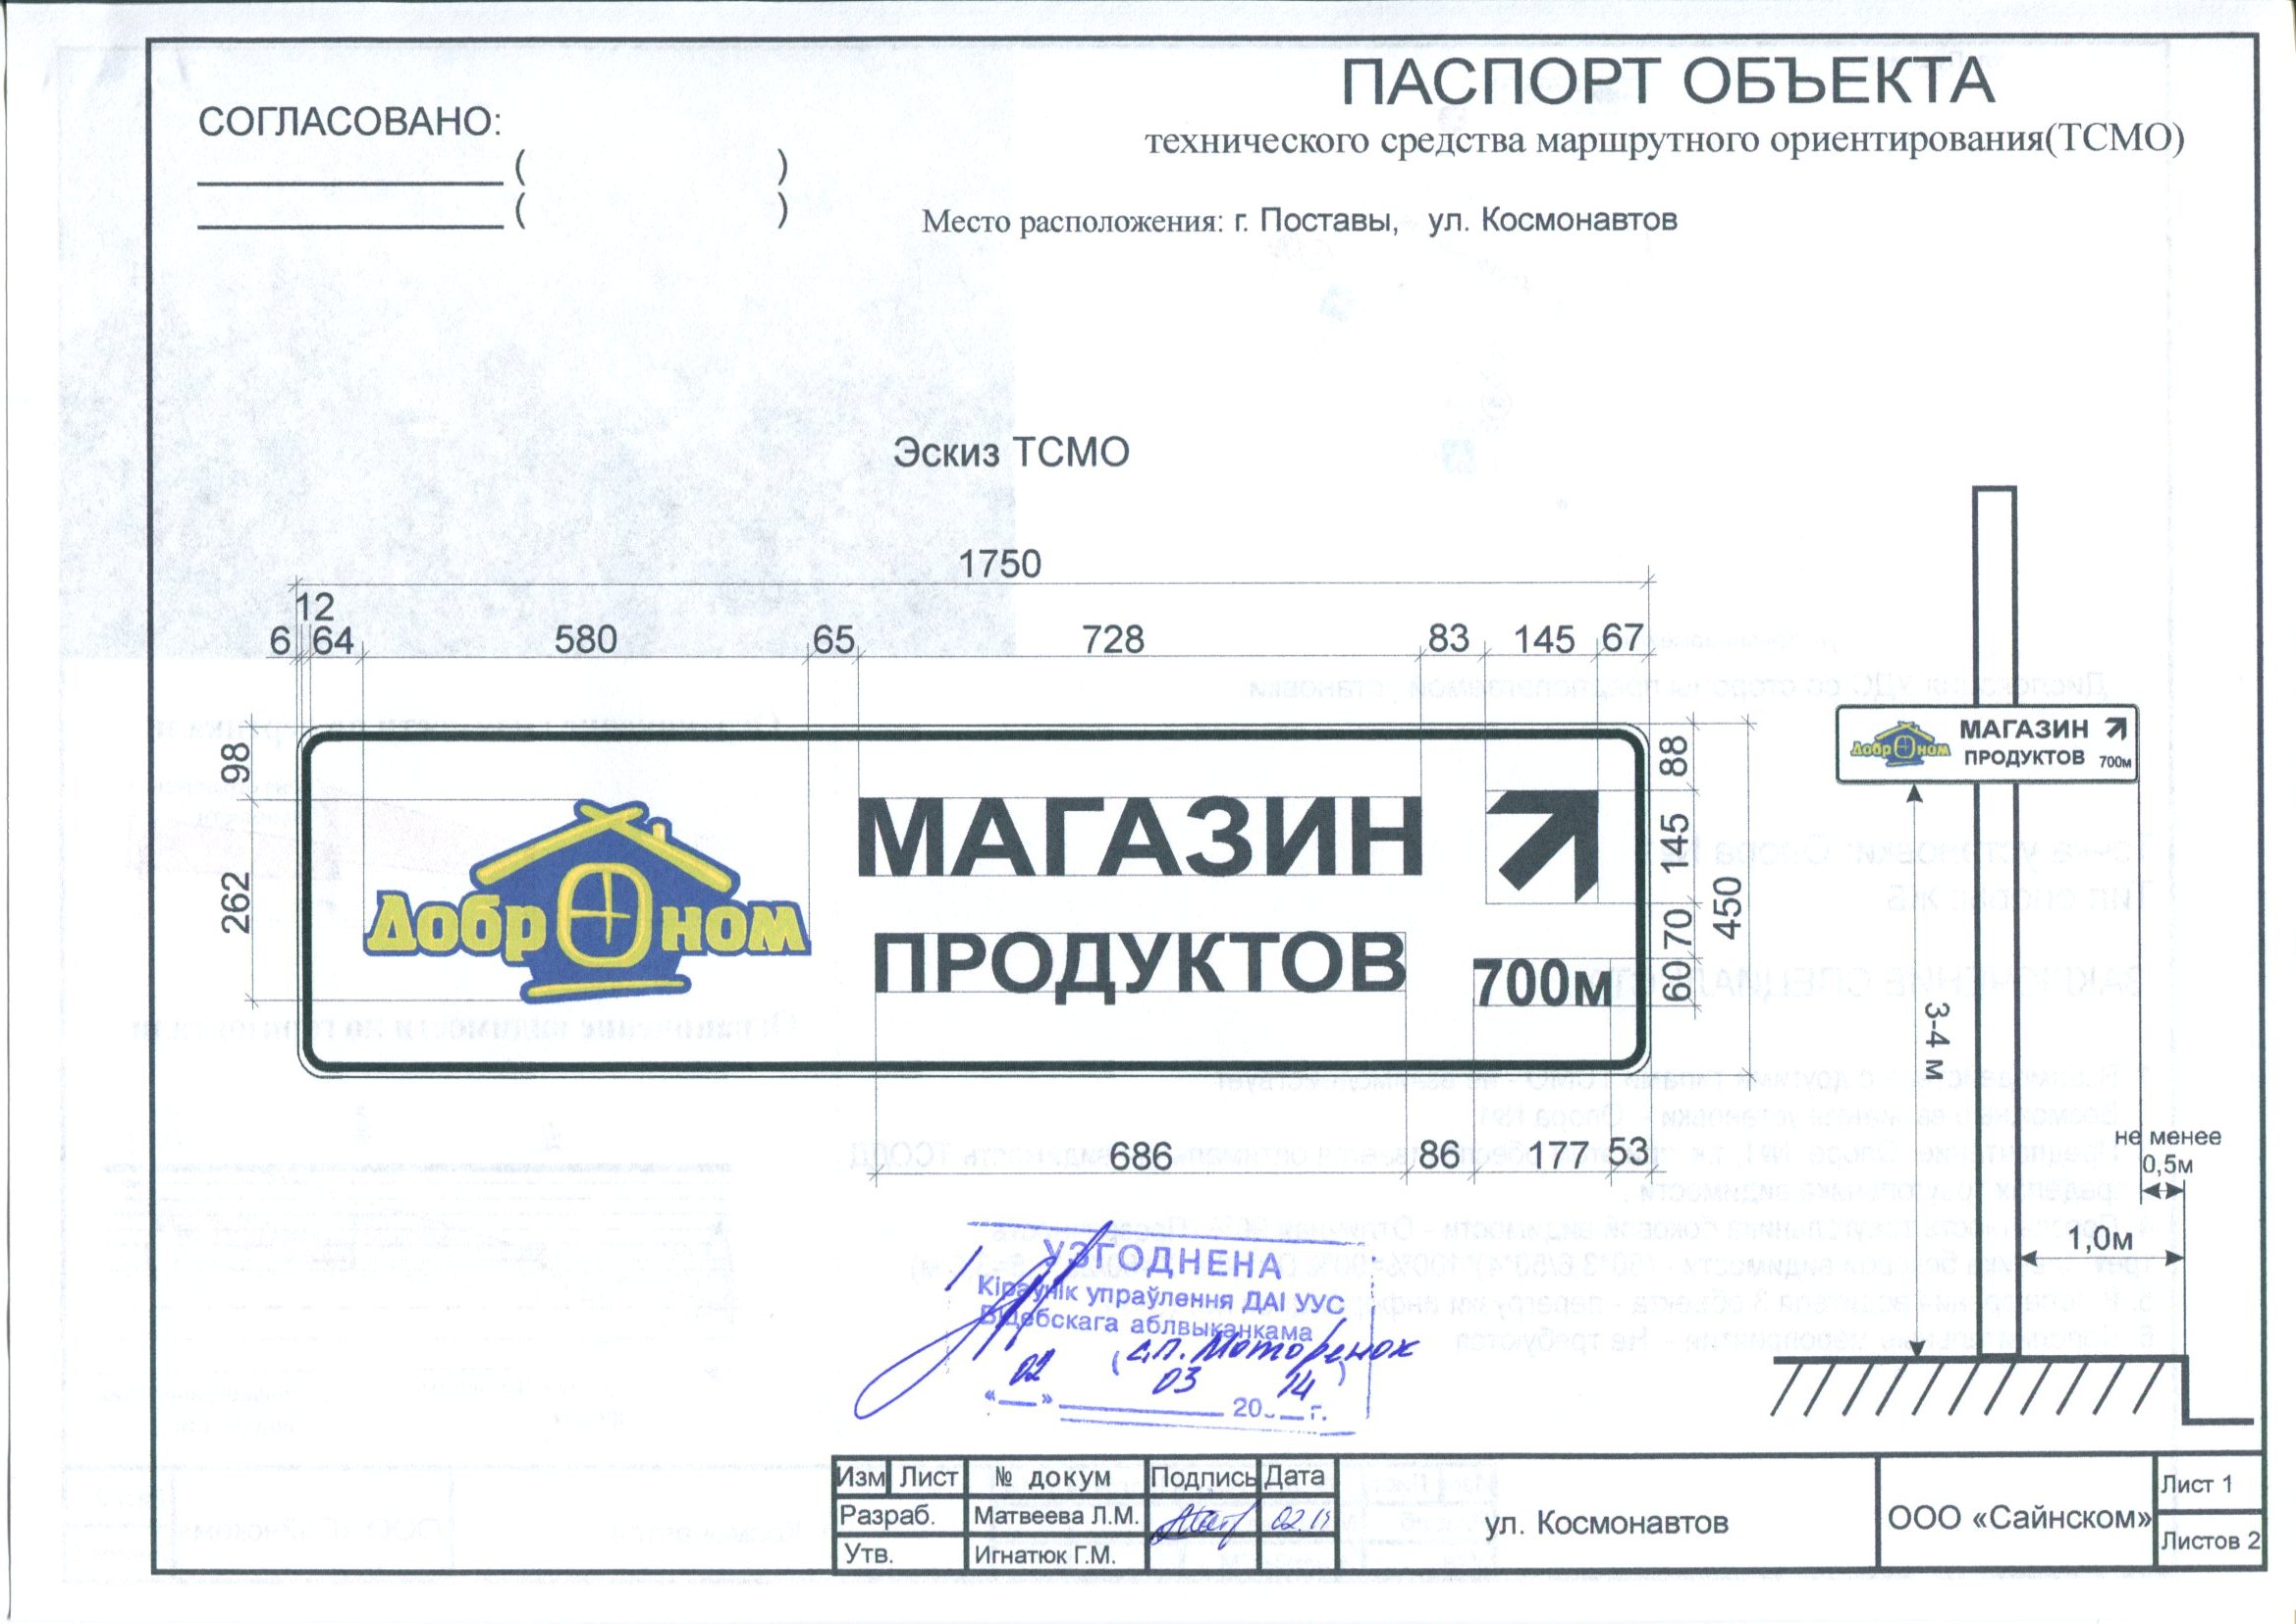 ПАСПОРТ ОБЪЕКТА
технического средства маршрутного ориентирования(ТСМО)
СОГЛАСОВАНО:
( )
( )
Место расположения: г. Поставы, ул. Космонавтов
Эскиз ТСМО
1750
12
6 64 580 65 728 83 145 67
98
262
ДобрОном
МАГАЗИН
ПРОДУКТОВ
700м
88
145
70
60
450
686 86 177 53
ДобрОном
МАГАЗИН
ПРОДУКТОВ 700м
3-4 м
не менее
0,5м
1,0м
УЗГОДНЕНА
Кіраўнік упраўлення ДАІ УУС
Віцебскага аблвыканкама
(с.п. Моторенок)
«02» 03 2014 г.
Изм Лист № докум Подпись Дата
Разраб. Матвеева Л.М. 02.14
Утв. Игнатюк Г.М.
ул. Космонавтов
ООО «Сайнском»
Лист 1
Листов 2